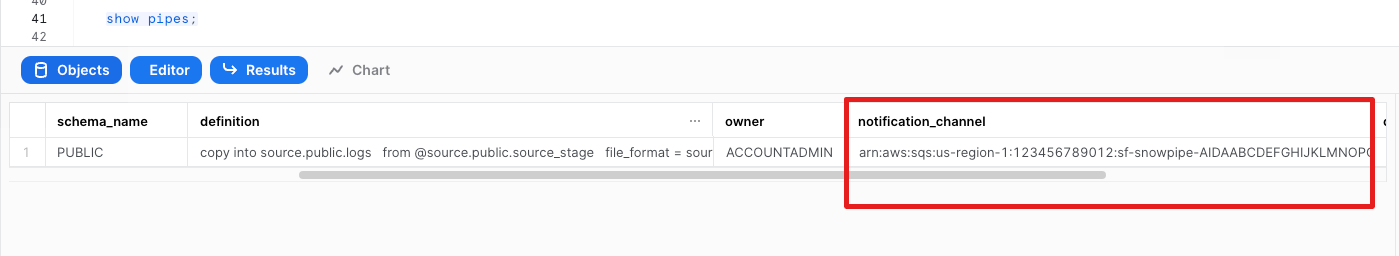 40
41 show pipes;
42
Objects Editor Results Chart
schema_name definition ... owner notification_channel
1 PUBLIC copy into source.public.logs from @source.public.source_stage file_format = sour ACCOUNTADMIN arn:aws:sqs:us-region-1:123456789012:sf-snowpipe-AIDAABCDEFGHIJKLMNOPQ